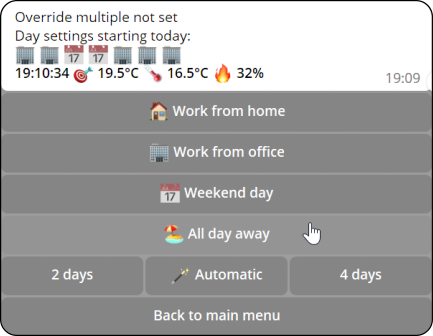 Override multiple not set
Day settings starting today:
🏢🏢📅📅🏢🏢🏢
19:10:34 🎯 19.5°C 🌡️ 16.5°C 🔥 32%
19:09
🏠 Work from home
🏢 Work from office
📅 Weekend day
🏖️ All day away
2 days
🪄 Automatic
4 days
Back to main menu